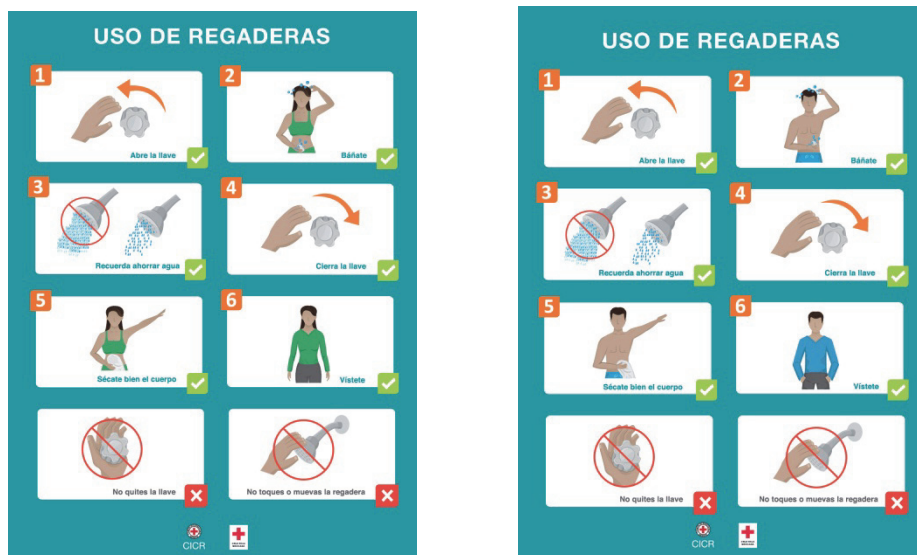 USO DE REGADERAS
1
2
Abre la llave
Báñate
3
4
Recuerda ahorrar agua
Cierra la llave
5
6
Sécate bien el cuerpo
Vístete
No quites la llave
No toques o muevas la regadera
CICR
USO DE REGADERAS
1
2
Abre la llave
Báñate
3
4
Recuerda ahorrar agua
Cierra la llave
5
6
Sécate bien el cuerpo
Vístete
No quites la llave
No toques o muevas la regadera
CICR